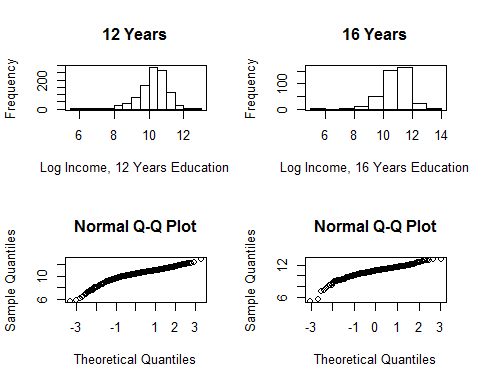 12 Years
Frequency
0 200
6 8 10 12
Log Income, 12 Years Education
16 Years
Frequency
0 100
6 8 10 12 14
Log Income, 16 Years Education
Normal Q-Q Plot
Sample Quantiles
6 10
-3 -1 1 2 3
Theoretical Quantiles
Normal Q-Q Plot
Sample Quantiles
6 12
-3 -1 0 1 2 3
Theoretical Quantiles